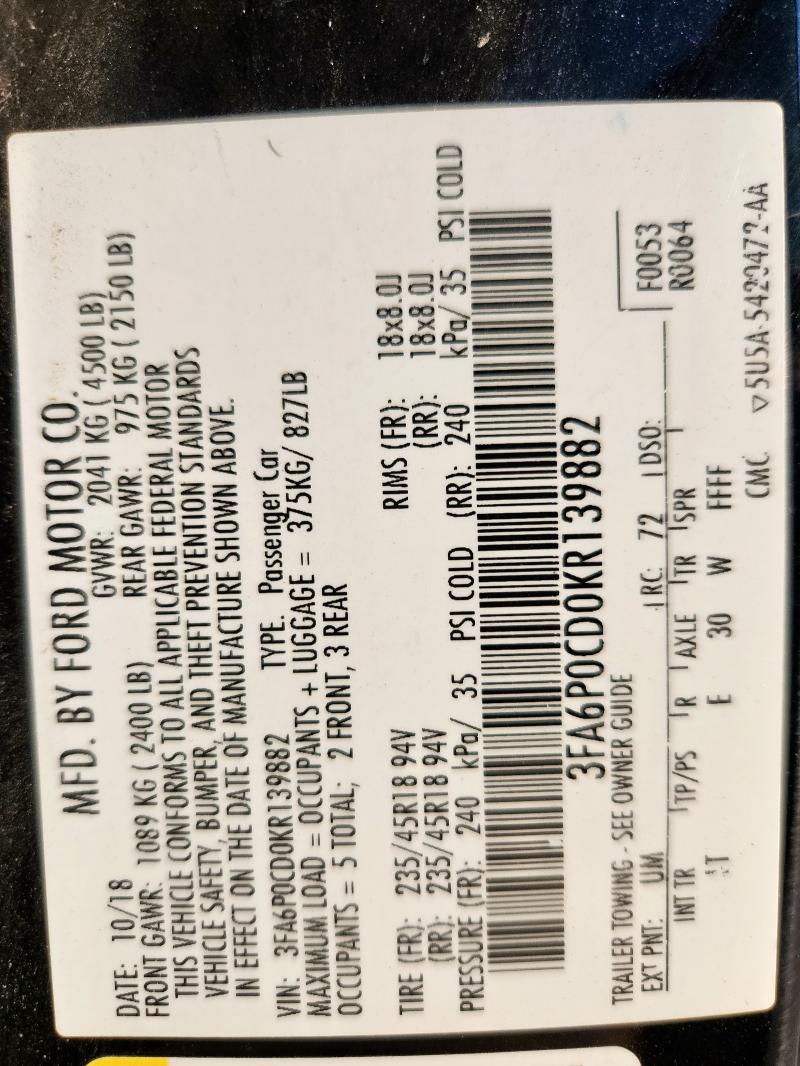 MFD. BY FORD MOTOR CO.
DATE: 10/18 GVWR: 2041 KG ( 4500 LB)
FRONT GAWR: 1089 KG ( 2400 LB) REAR GAWR: 975 KG ( 2150 LB)
THIS VEHICLE CONFORMS TO ALL APPLICABLE FEDERAL MOTOR
VEHICLE SAFETY, BUMPER, AND THEFT PREVENTION STANDARDS
IN EFFECT ON THE DATE OF MANUFACTURE SHOWN ABOVE.
VIN: 3FA6P0CD0KR139882 TYPE: Passenger Car
MAXIMUM LOAD = OCCUPANTS + LUGGAGE = 375KG/ 827LB
OCCUPANTS = 5 TOTAL; 2 FRONT, 3 REAR
TIRE (FR): 235/45R18 94V RIMS (FR): 18x8.0J
(RR): 235/45R18 94V (RR): 18x8.0J
PRESSURE (FR): 240 kPa/ 35 PSI COLD (RR): 240 kPa/ 35 PSI COLD
3FA6P0CD0KR139882
TRAILER TOWING - SEE OWNER GUIDE
F0053
EXT PNT: UM RC: 72 DSO: R0064
INT TR TP/PS R AXLE TR SPR
E 30 W FFFF
CMC ▽5U5A-5420472-AA